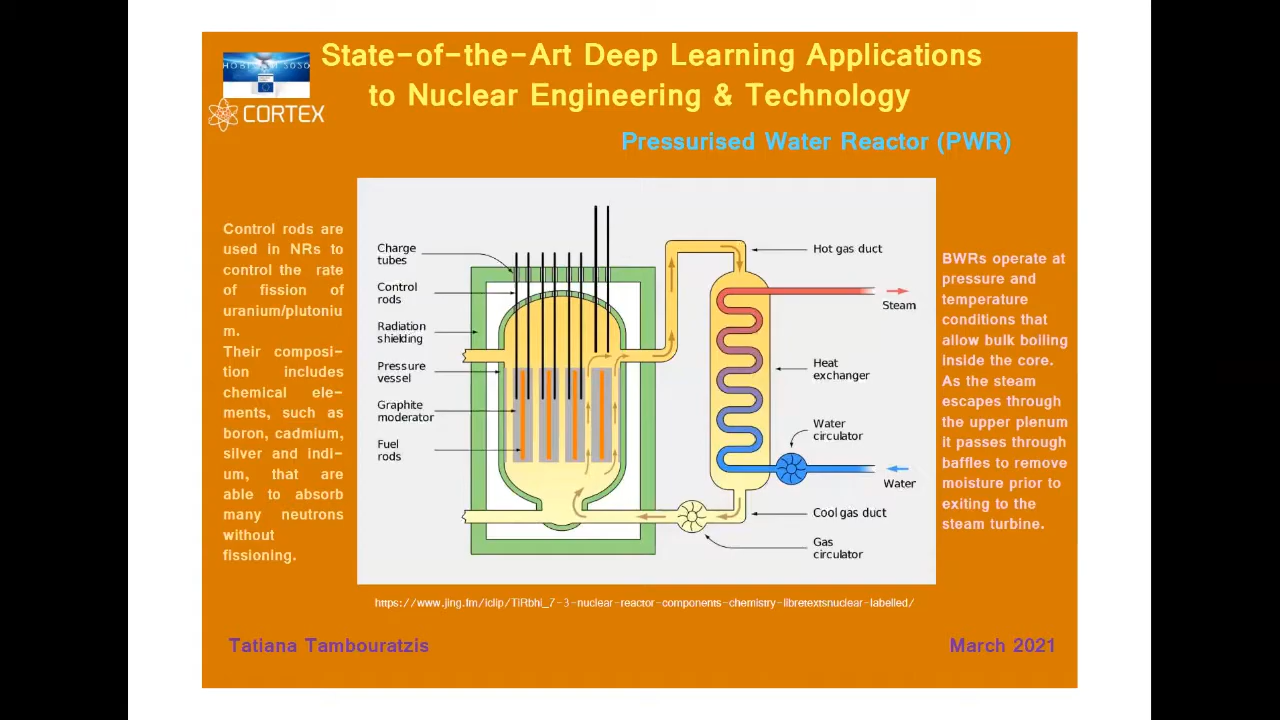 HORIZON 2020
CORTEX
State-of-the-Art Deep Learning Applications
to Nuclear Engineering & Technology
Pressurised Water Reactor (PWR)
Control rods are
used in NRs to
control the rate
of fission of
uranium/plutoniu
m.
Their composi-
tion includes
chemical ele-
ments, such as
boron, cadmium,
silver and indi-
um, that are
able to absorb
many neutrons
without
fissioning.
Charge
tubes
Control
rods
Radiation
shielding
Pressure
vessel
Graphite
moderator
Fuel
rods
Hot gas duct
Steam
Heat
exchanger
Water
circulator
Water
Cool gas duct
Gas
circulator
BWRs operate at
pressure and
temperature
conditions that
allow bulk boiling
inside the core.
As the steam
escapes through
the upper plenum
it passes through
baffles to remove
moisture prior to
exiting to the
steam turbine.
https://www.jing.fm/iclip/TiRbhl_7-3-nuclear-reactor-components-chemistry-libretextsnuclear-labelled/
Tatiana Tambouratzis
March 2021